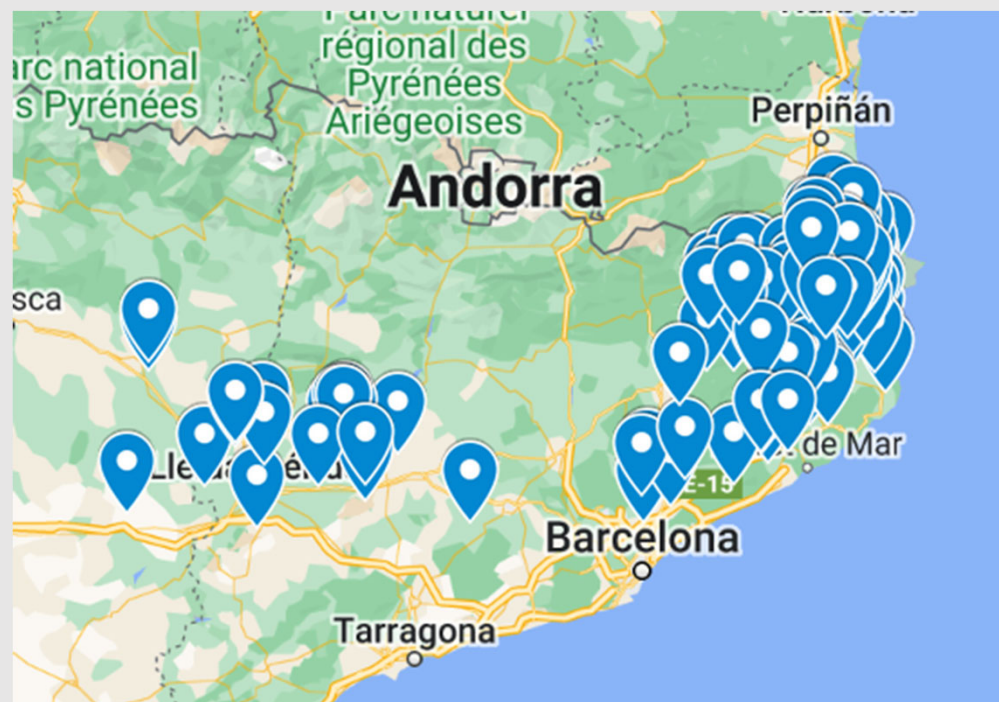 Parc naturel
régional des
Pyrénées
Ariégeoises
arc national
s Pyrénées
Perpiñán
Andorra
sca
de Mar
E-15
Barcelona
Tarragona